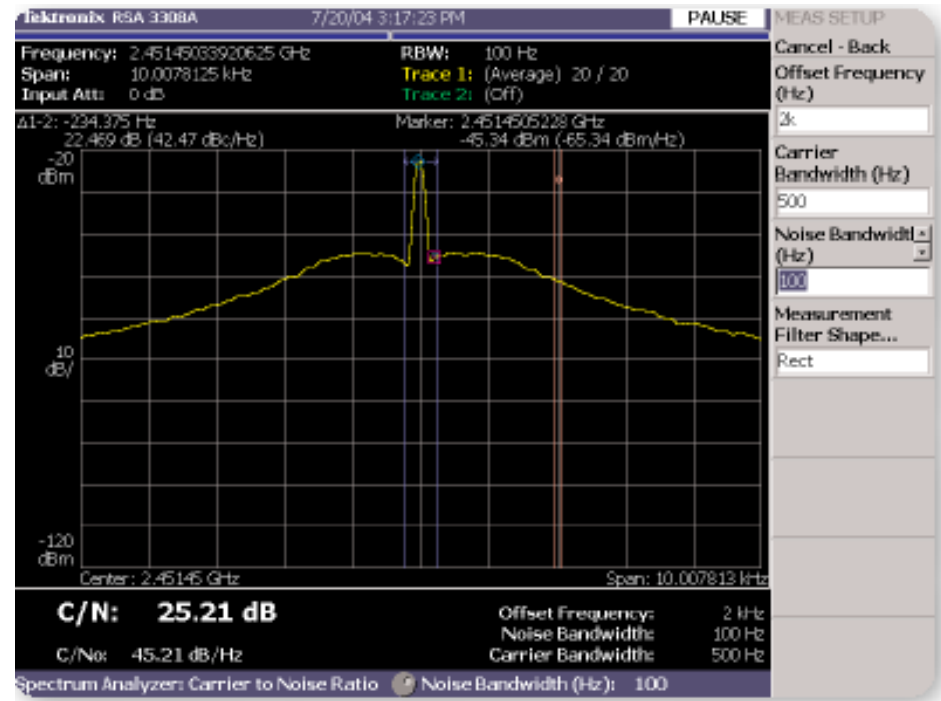 Tektronix RSA 3308A 7/20/04 3:17:23 PM PAUSE
Frequency: 2.45145033920625 GHz RBW: 100 Hz
Span: 10.0078125 kHz Trace 1: (Average) 20 / 20
Input Att: 0 dB Trace 2: (Off)
Δ1-2: -234.375 Hz Marker: 2.4514505228 GHz
22.469 dB (42.47 dBc/Hz) -45.34 dBm (-65.34 dBm/Hz)
-20
dBm
10
dB/
-120
dBm
Center: 2.45145 GHz Span: 10.007813 kHz
C/N: 25.21 dB Offset Frequency: 2 kHz
Noise Bandwidth: 100 Hz
C/No: 45.21 dB/Hz Carrier Bandwidth: 500 Hz
Spectrum Analyzer: Carrier to Noise Ratio Noise Bandwidth (Hz): 100
MEAS SETUP
Cancel - Back
Offset Frequency
(Hz)
2k
Carrier
Bandwidth (Hz)
500
Noise Bandwidth
(Hz)
100
Measurement
Filter Shape...
Rect